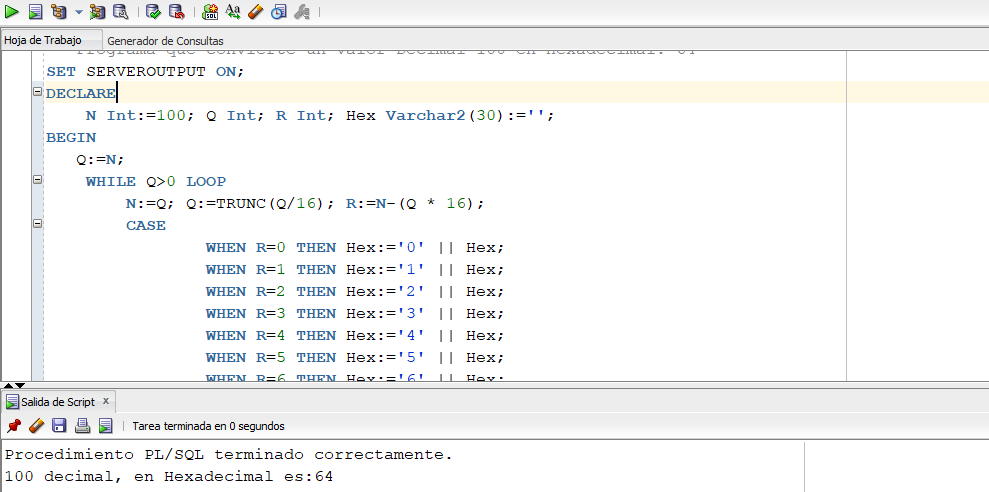 Hoja de Trabajo Generador de Consultas
Programa que convierte un valor Decimal 100 en Hexadecimal:
SET SERVEROUTPUT ON;
DECLARE
N Int:=100; Q Int; R Int; Hex Varchar2(30):='';
BEGIN
Q:=N;
WHILE Q>0 LOOP
N:=Q; Q:=TRUNC(Q/16); R:=N-(Q * 16);
CASE
WHEN R=0 THEN Hex:='0' || Hex;
WHEN R=1 THEN Hex:='1' || Hex;
WHEN R=2 THEN Hex:='2' || Hex;
WHEN R=3 THEN Hex:='3' || Hex;
WHEN R=4 THEN Hex:='4' || Hex;
WHEN R=5 THEN Hex:='5' || Hex;
WHEN R=6 THEN Hex:='6' || Hex;
Salida de Script x
Tarea terminada en 0 segundos
Procedimiento PL/SQL terminado correctamente.
100 decimal, en Hexadecimal es:64